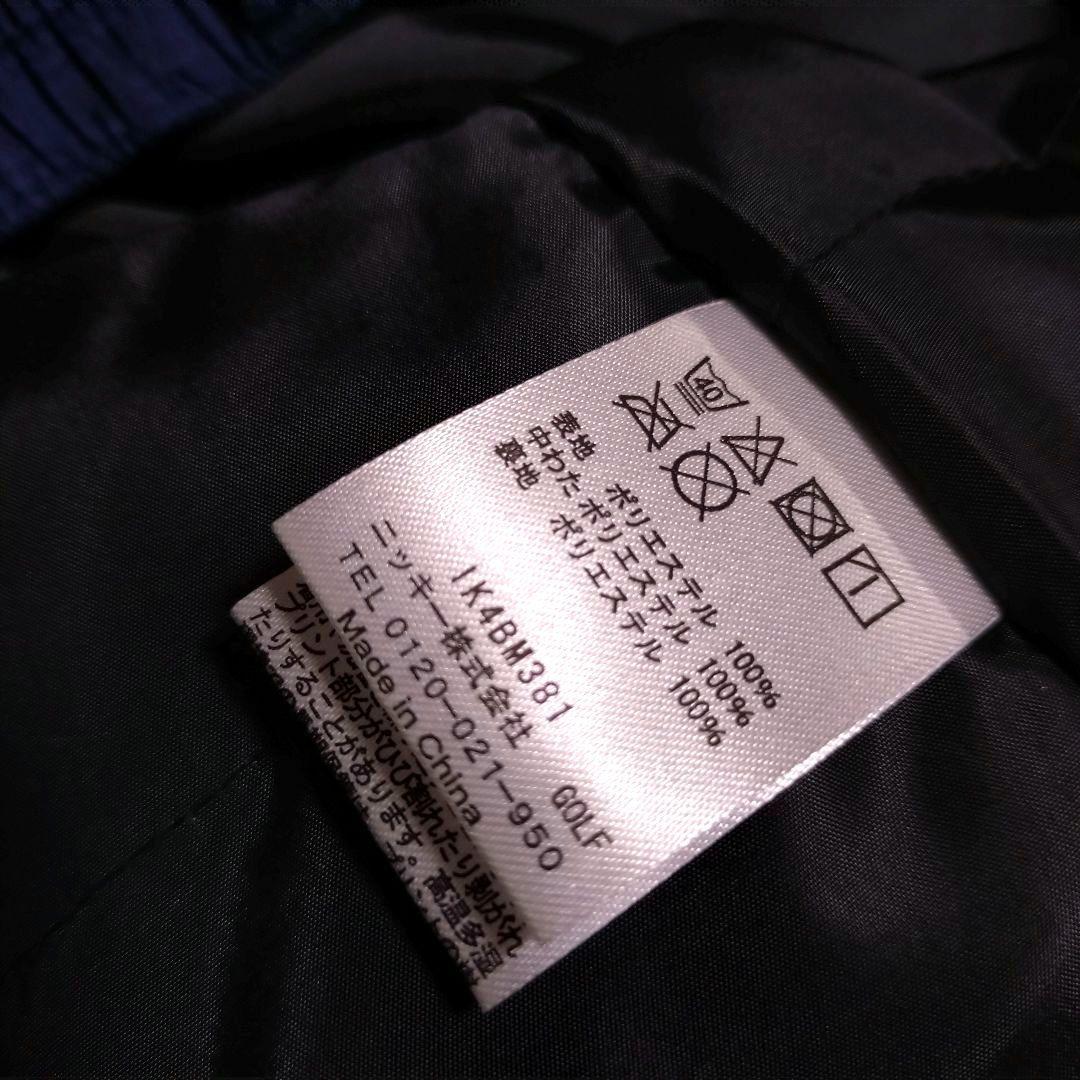 40
表地 ポリエステル 100%
中わた ポリエステル 100%
裏地 ポリエステル 100%
1K4BM381 GOLF
ニッキー株式会社
TEL 0120-021-950
Made in China
プリント部分がひび割れたり剥がれ
たりすることがあります。高温多湿